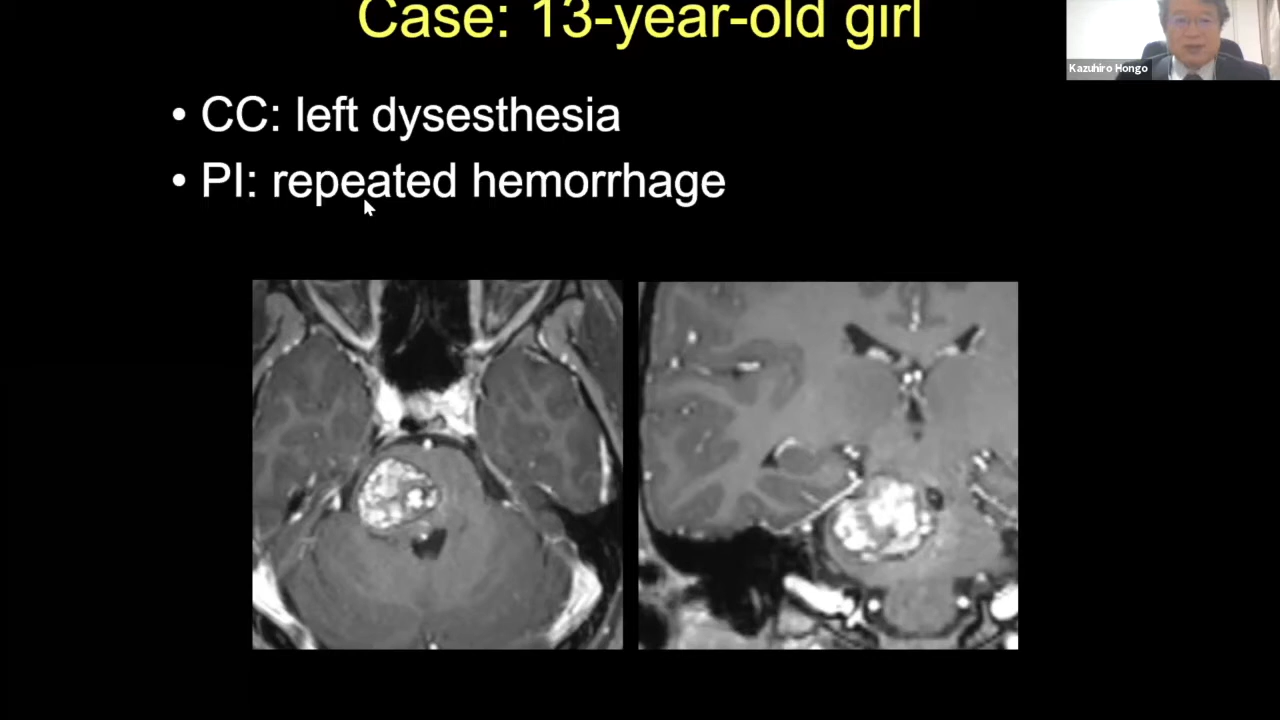 Case: 13-year-old girl
Kazuhiro Hongo
• CC: left dysesthesia
• PI: repeated hemorrhage